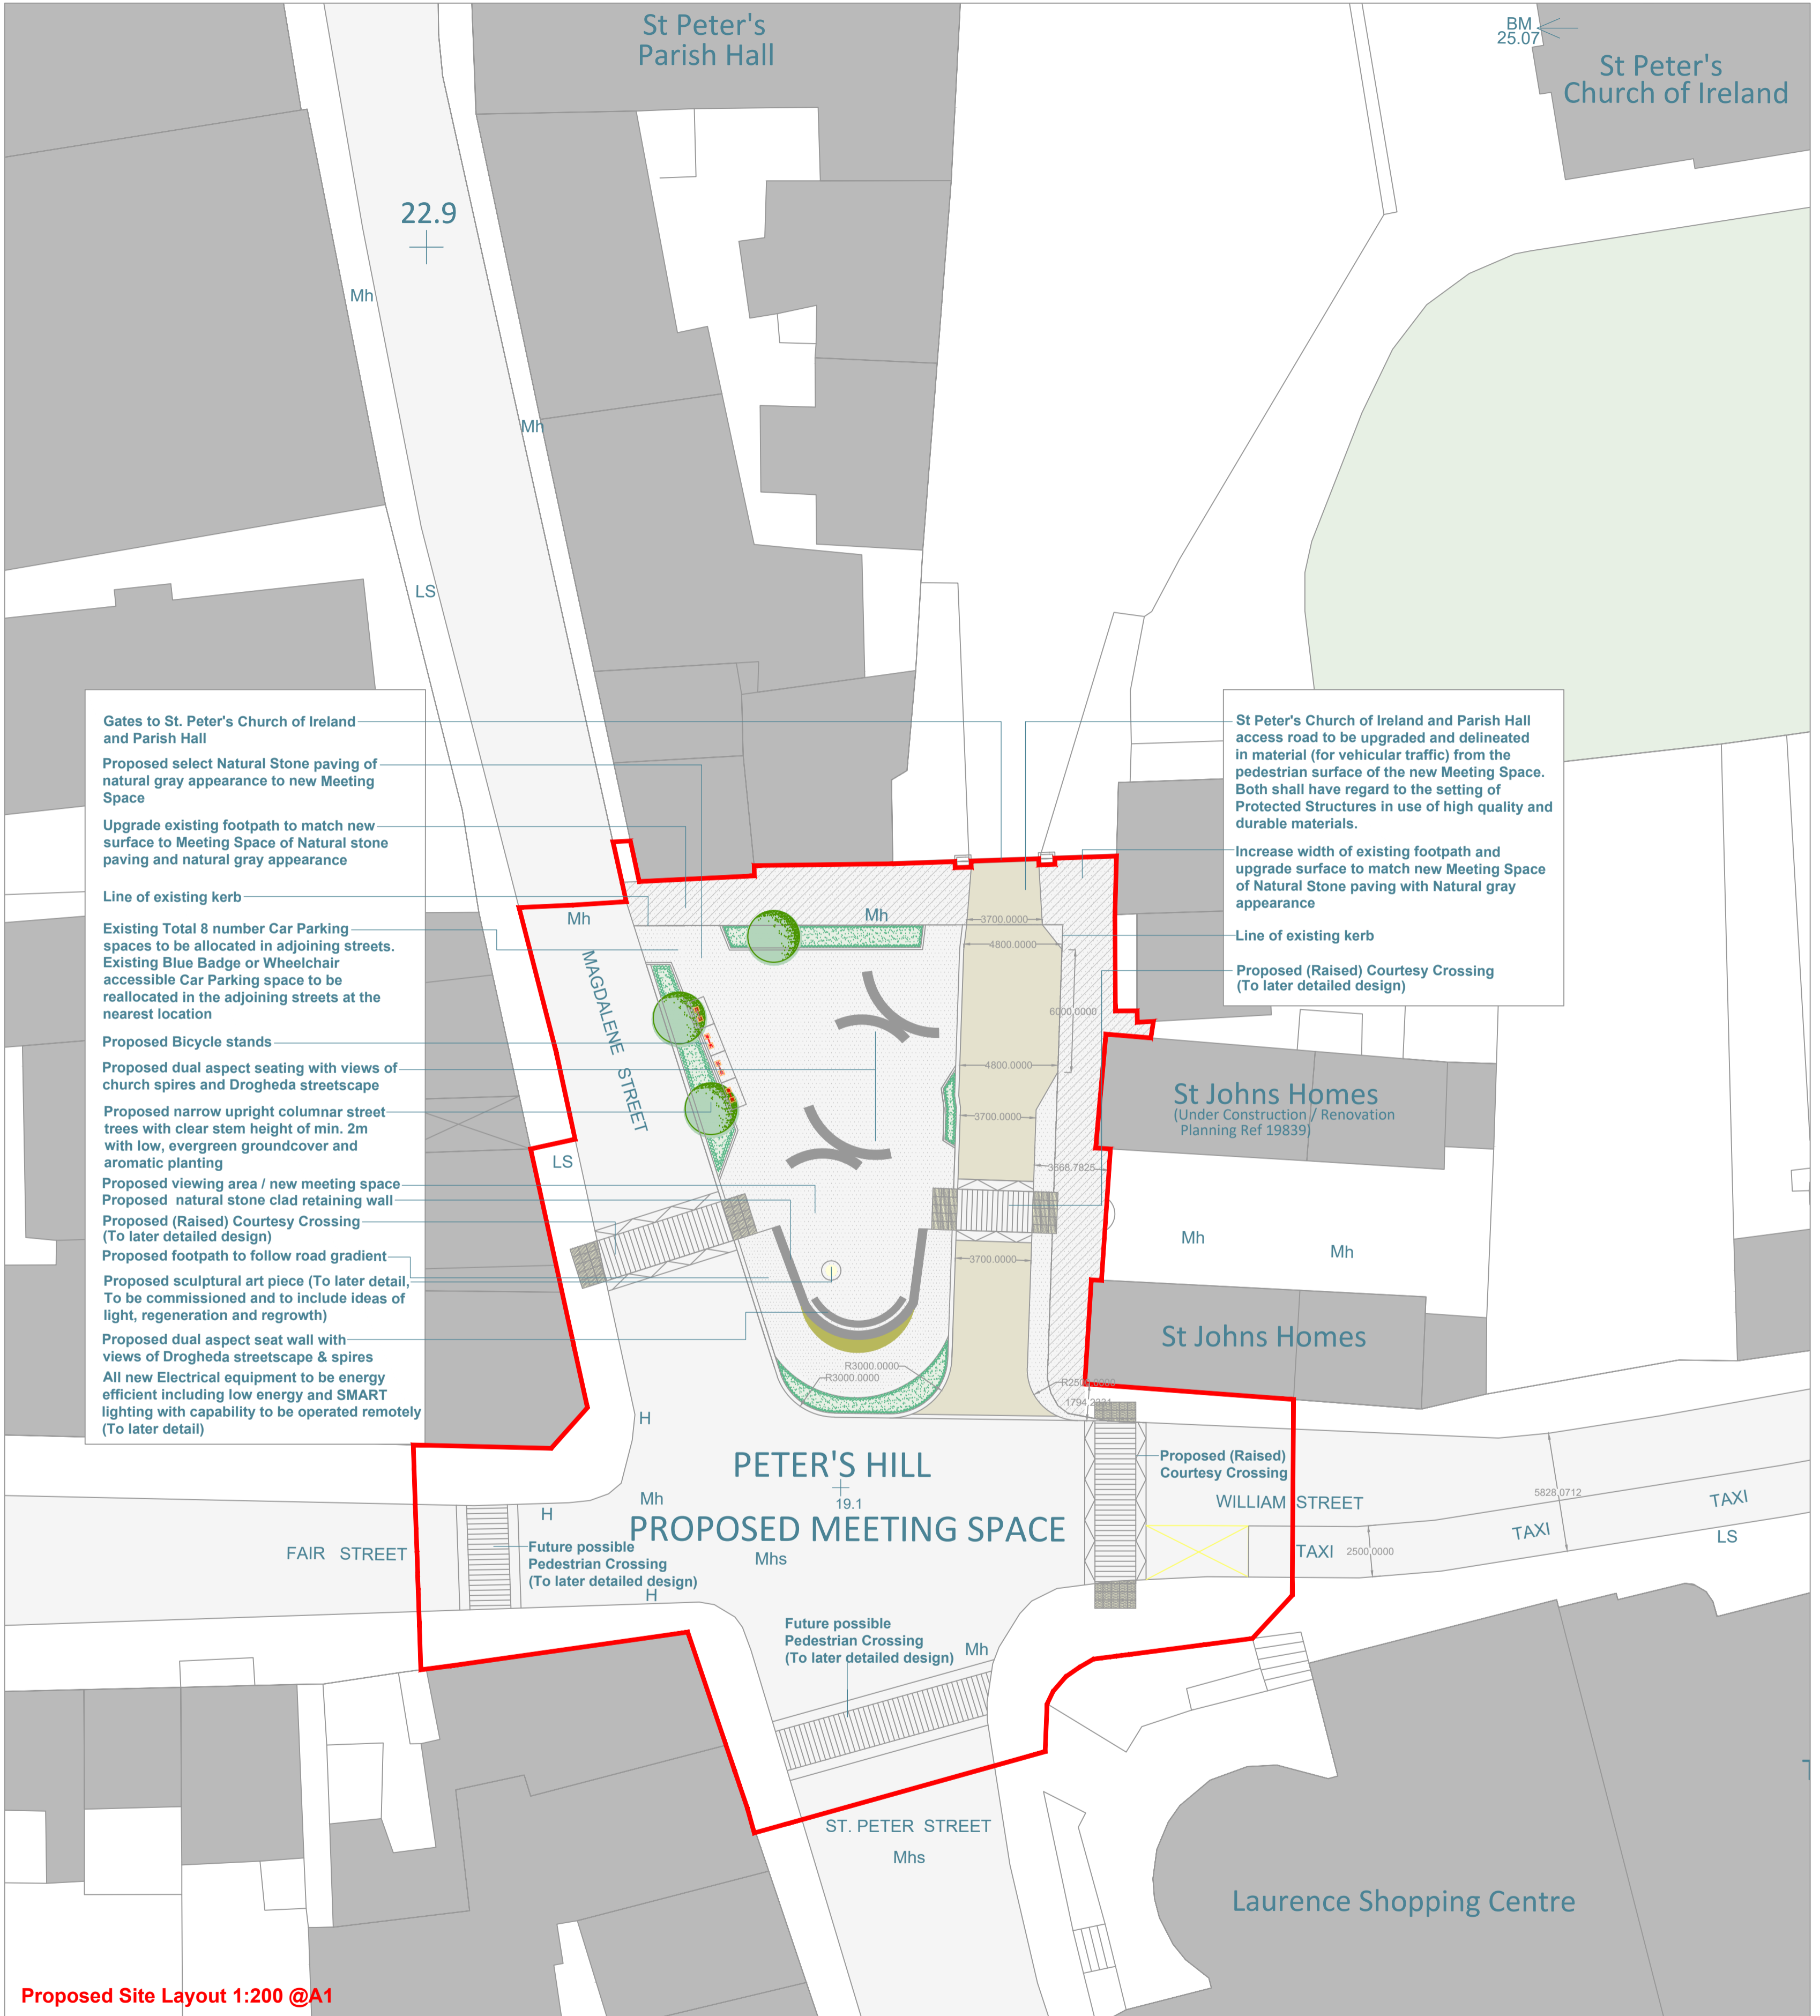 St Peter's
Parish Hall
BM
25.07
St Peter's
Church of Ireland
22.9
Mh
Mh
LS
Gates to St. Peter's Church of Ireland
and Parish Hall
Proposed select Natural Stone paving of
natural gray appearance to new Meeting
Space
Upgrade existing footpath to match new
surface to Meeting Space of Natural stone
paving and natural gray appearance
Line of existing kerb
Existing Total 8 number Car Parking
spaces to be allocated in adjoining streets.
Existing Blue Badge or Wheelchair
accessible Car Parking space to be
reallocated in the adjoining streets at the
nearest location
Proposed Bicycle stands
Proposed dual aspect seating with views of
church spires and Drogheda streetscape
Proposed narrow upright columnar street
trees with clear stem height of min. 2m
with low, evergreen groundcover and
aromatic planting
Proposed viewing area / new meeting space
Proposed natural stone clad retaining wall
Proposed (Raised) Courtesy Crossing
(To later detailed design)
Proposed footpath to follow road gradient
Proposed sculptural art piece (To later detail,
To be commissioned and to include ideas of
light, regeneration and regrowth)
Proposed dual aspect seat wall with
views of Drogheda streetscape & spires
All new Electrical equipment to be energy
efficient including low energy and SMART
lighting with capability to be operated remotely
(To later detail)
St Peter's Church of Ireland and Parish Hall
access road to be upgraded and delineated
in material (for vehicular traffic) from the
pedestrian surface of the new Meeting Space.
Both shall have regard to the setting of
Protected Structures in use of high quality and
durable materials.
Increase width of existing footpath and
upgrade surface to match new Meeting Space
of Natural Stone paving with Natural gray
appearance
Line of existing kerb
Proposed (Raised) Courtesy Crossing
(To later detailed design)
Mh
Mh
3700.0000
4800.0000
6000.0000
MAGDALENE STREET
4800.0000
3700.0000
St Johns Homes
(Under Construction / Renovation
Planning Ref 19839)
LS
3868.7825
Mh
Mh
3700.0000
St Johns Homes
R3000.0000
R3000.0000
H
PETER'S HILL
19.1
Mh
PROPOSED MEETING SPACE
Mhs
Proposed (Raised)
Courtesy Crossing
WILLIAM STREET
5828.0712
TAXI
TAXI
LS
TAXI
2500.0000
H
FAIR STREET
Future possible
Pedestrian Crossing
(To later detailed design)
H
Future possible
Pedestrian Crossing
(To later detailed design)
Mh
ST. PETER STREET
Mhs
Laurence Shopping Centre
Proposed Site Layout 1:200 @A1